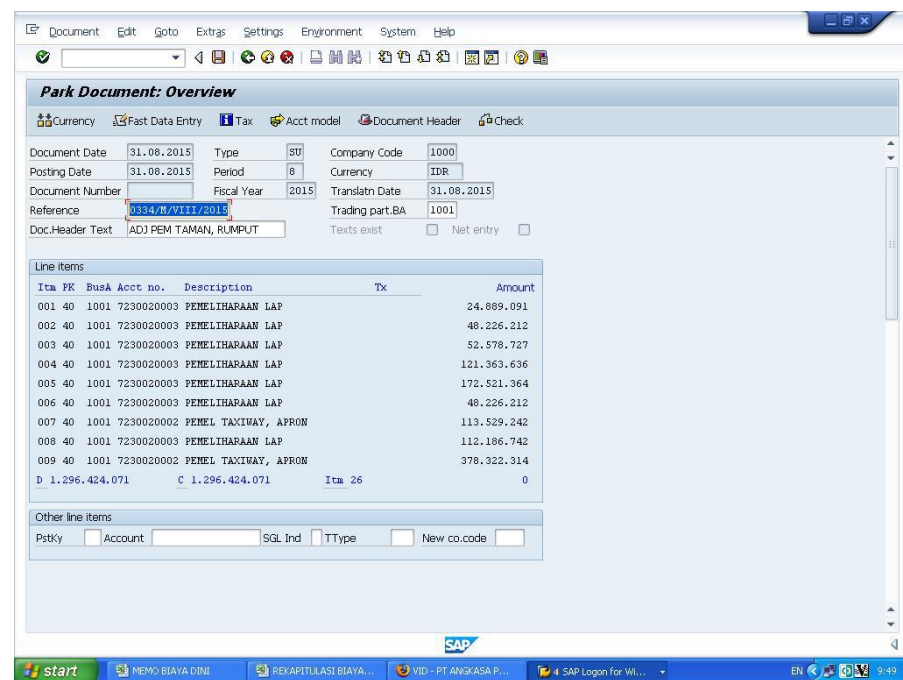 Document Edit Goto Extras Settings Environment System Help
Park Document: Overview
Currency Fast Data Entry Tax Acct model Document Header Check
Document Date 31.08.2015 Type SU Company Code 1000
Posting Date 31.08.2015 Period 8 Currency IDR
Document Number Fiscal Year 2015 Translatn Date 31.08.2015
Reference 0334/M/VIII/2015 Trading part.BA 1001
Doc.Header Text ADJ PEM TAMAN, RUMPUT Texts exist Net entry
Line items
Itm PK BusA Acct no. Description Tx Amount
001 40 1001 7230020003 PEMELIHARAAN LAP 24.889.091
002 40 1001 7230020003 PEMELIHARAAN LAP 48.226.212
003 40 1001 7230020003 PEMELIHARAAN LAP 52.578.727
004 40 1001 7230020003 PEMELIHARAAN LAP 121.363.636
005 40 1001 7230020003 PEMELIHARAAN LAP 172.521.364
006 40 1001 7230020003 PEMELIHARAAN LAP 48.226.212
007 40 1001 7230020002 PEMEL TAXIWAY, APRON 113.529.242
008 40 1001 7230020003 PEMELIHARAAN LAP 112.186.742
009 40 1001 7230020002 PEMEL TAXIWAY, APRON 378.322.314
D 1.296.424.071 C 1.296.424.071 Itm 26 0
Other line items
PstKy Account SGL Ind TType New co.code
SAP
start MEMO BIAYA DINI REKAPITULASI BIAYA... VID - PT ANGKASA P... 4 SAP Logon for Wi... EN 9:49